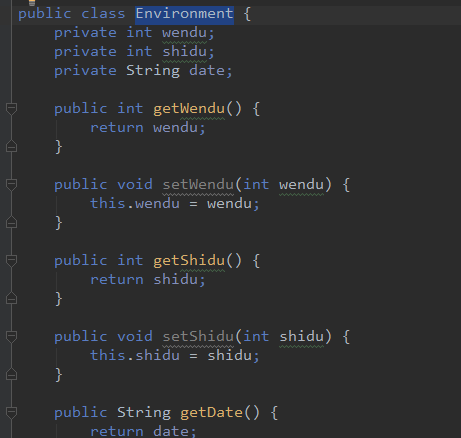 public class Environment {
    private int wendu;
    private int shidu;
    private String date;
    public int getWendu() {
        return wendu;
    }
    public void setWendu(int wendu) {
        this.wendu = wendu;
    }
    public int getShidu() {
        return shidu;
    }
    public void setShidu(int shidu) {
        this.shidu = shidu;
    }
    public String getDate() {
        return date;